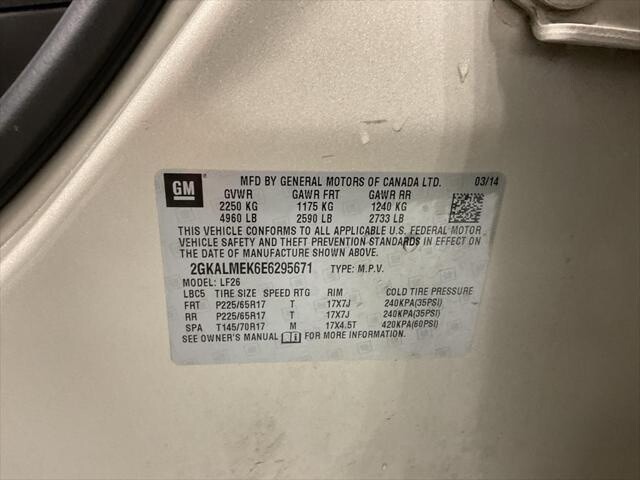 GM
MFD BY GENERAL MOTORS OF CANADA LTD. 03/14
GVWR GAWR FRT GAWR RR
2250 KG 1175 KG 1240 KG
4960 LB 2590 LB 2733 LB
THIS VEHICLE CONFORMS TO ALL APPLICABLE U.S. FEDERAL MOTOR
VEHICLE SAFETY AND THEFT PREVENTION STANDARDS IN EFFECT ON
THE DATE OF MANUFACTURE SHOWN ABOVE.
2GKALMEK6E6295671 TYPE: M.P.V.
MODEL: LF26
LBC5 TIRE SIZE SPEED RTG RIM COLD TIRE PRESSURE
FRT P225/65R17 T 17X7J 240KPA(35PSI)
RR P225/65R17 T 17X7J 240KPA(35PSI)
SPA T145/70R17 M 17X4.5T 420KPA(60PSI)
SEE OWNER'S MANUAL FOR MORE INFORMATION.